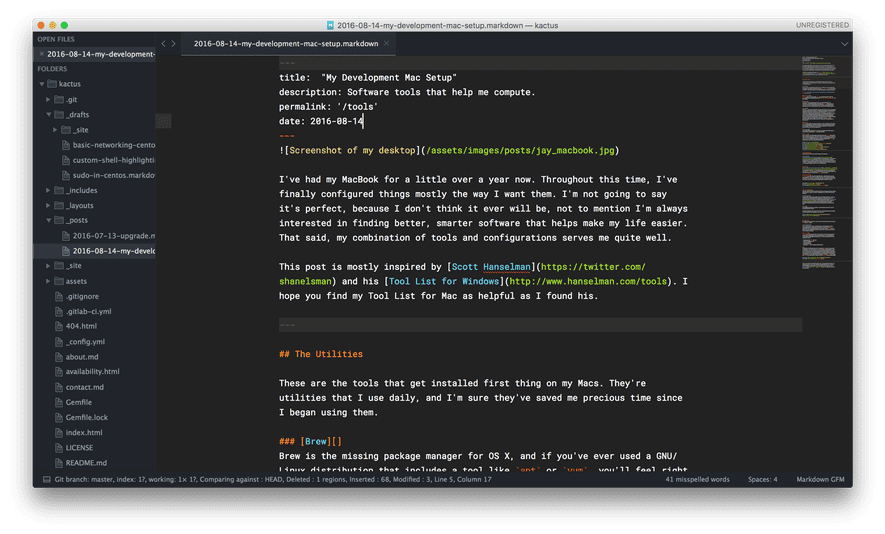 2016-08-14-my-development-mac-setup.markdown — kactus
UNREGISTERED
OPEN FILES
× 2016-08-14-my-development-
FOLDERS
kactus
.git
_drafts
_site
basic-networking-cento
custom-shell-highlighti
sudo-in-centos.markdo
_includes
_layouts
_posts
2016-07-13-upgrade.m
2016-08-14-my-develo
_site
assets
.gitignore
.gitlab-ci.yml
404.html
_config.yml
about.md
availability.html
contact.md
Gemfile
Gemfile.lock
index.html
LICENSE
README.md
2016-08-14-my-development-mac-setup.markdown ×
---
title:  "My Development Mac Setup"
description: Software tools that help me compute.
permalink: '/tools'
date: 2016-08-14
---
![Screenshot of my desktop](/assets/images/posts/jay_macbook.jpg)
I've had my MacBook for a little over a year now. Throughout this time, I've
finally configured things mostly the way I want them. I'm not going to say
it's perfect, because I don't think it ever will be, not to mention I'm always
interested in finding better, smarter software that helps make my life easier.
That said, my combination of tools and configurations serves me quite well.
This post is mostly inspired by [Scott Hanselman](https://twitter.com/
shanelsman) and his [Tool List for Windows](http://www.hanselman.com/tools). I
hope you find my Tool List for Mac as helpful as I found his.
---
## The Utilities
These are the tools that get installed first thing on my Macs. They're
utilities that I use daily, and I'm sure they've saved me precious time since
I began using them.
### [Brew][]
Brew is the missing package manager for OS X, and if you've ever used a GNU/
Linux distribution that includes a tool like `apt` or `yum`, you'll feel right
Git branch: master, index: 17, working: 1× 17, Comparing against : HEAD, Deleted : 1 regions, Inserted : 68, Modified : 3, Line 5, Column 17
41 misspelled words
Spaces: 4
Markdown GFM